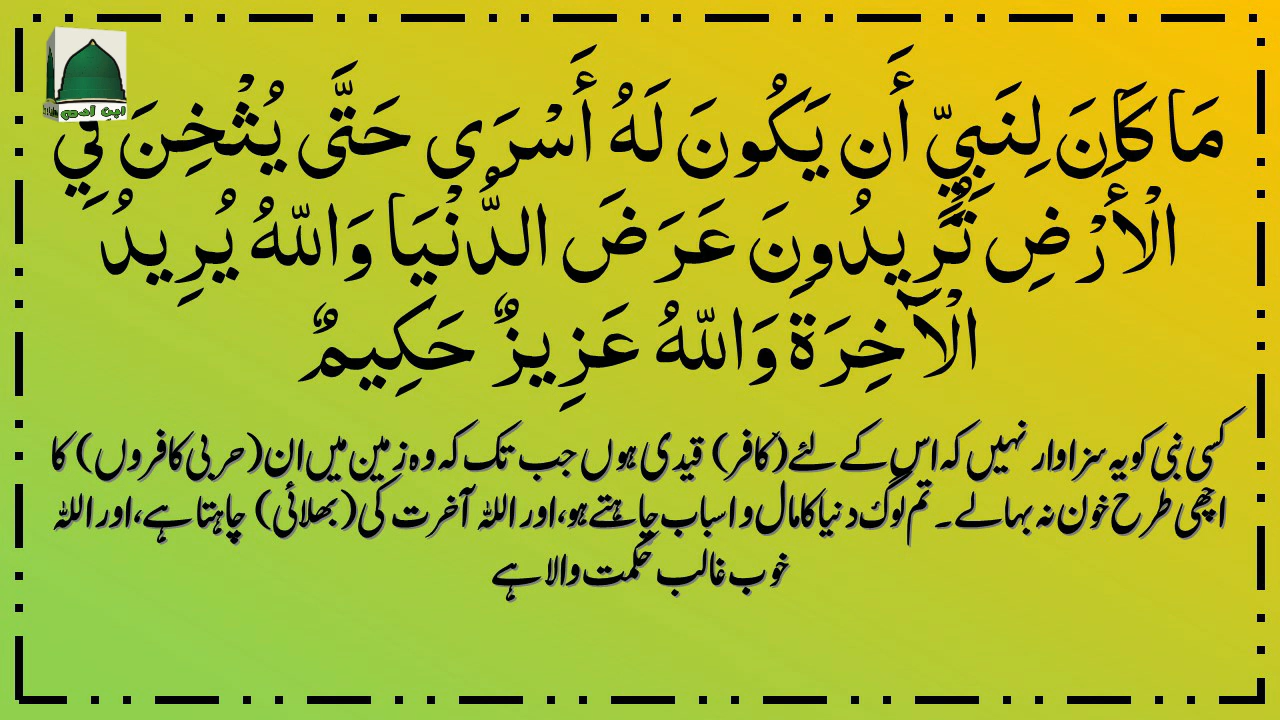 مَا كَانَ لِنَبِيٍّ أَن يَكُونَ لَهُ أَسْرَى حَتَّى يُثْخِنَ فِي
الْأَرْضِ تُرِيدُونَ عَرَضَ الدُّنْيَا وَاللّهُ يُرِيدُ
الْآخِرَةَ وَاللّهُ عَزِيزٌ حَكِيمٌ
کسی نبی کو یہ سزاوار نہیں کہ اس کے لئے (کافر) قیدی ہوں جب تک کہ وہ زمین میں ان (حربی کافروں) کا
اچھی طرح خون نہ بہا لے۔ تم لوگ دنیا کا مال و اسباب چاہتے ہو، اور اللہ آخرت کی (بھلائی) چاہتا ہے، اور اللہ
خوب غالب حکمت والا ہے